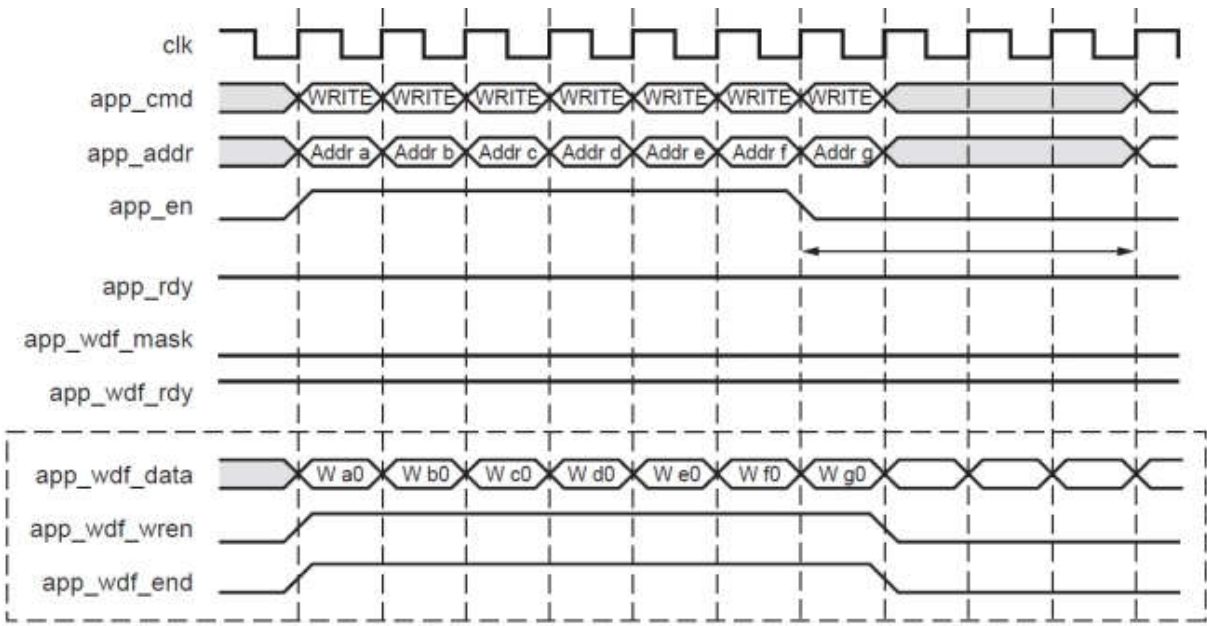 clk
app_cmd WRITE WRITE WRITE WRITE WRITE WRITE WRITE
app_addr Addr a Addr b Addr c Addr d Addr e Addr f Addr g
app_en
app_rdy
app_wdf_mask
app_wdf_rdy
app_wdf_data W a0 W b0 W c0 W d0 W e0 W f0 W g0
app_wdf_wren
app_wdf_end